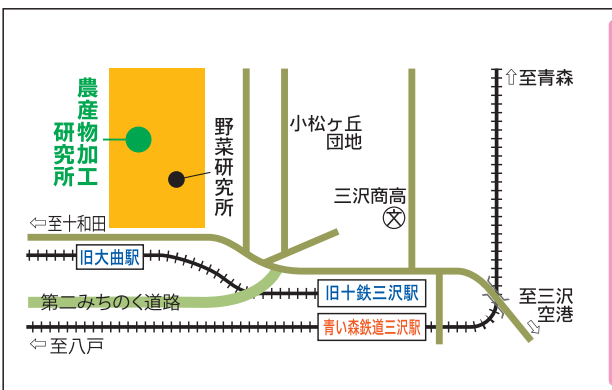 農産物加工
研究所
野菜研究所
小松ヶ丘
団地
三沢商高
文
⇧至青森
⇦至十和田
旧大曲駅
第二みちのく道路
旧十鉄三沢駅
青い森鉄道三沢駅
至三沢
空港
⇦至八戸